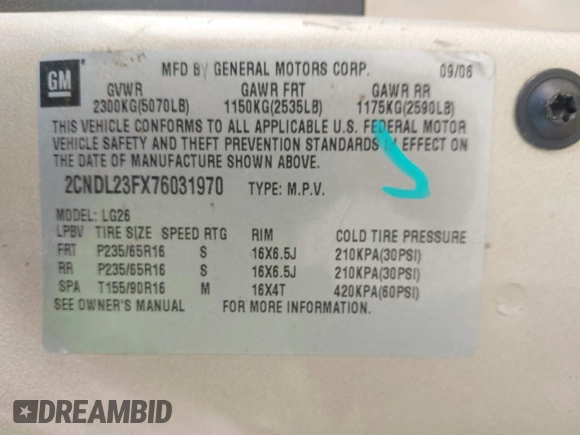 GM
MFD BY GENERAL MOTORS CORP. 09/06
GVWR GAWR FRT GAWR RR
2300KG(5070LB) 1150KG(2535LB) 1175KG(2590LB)
THIS VEHICLE CONFORMS TO ALL APPLICABLE U.S. FEDERAL MOTOR
VEHICLE SAFETY AND THEFT PREVENTION STANDARDS IN EFFECT ON
THE DATE OF MANUFACTURE SHOWN ABOVE.
2CNDL23FX76031970 TYPE: M.P.V.
MODEL: LG26
LPBV TIRE SIZE SPEED RTG RIM COLD TIRE PRESSURE
FRT P235/65R16 S 16X6.5J 210KPA(30PSI)
RR P235/65R16 S 16X6.5J 210KPA(30PSI)
SPA T155/90R16 M 16X4T 420KPA(60PSI)
SEE OWNER'S MANUAL FOR MORE INFORMATION.
DREAMBID